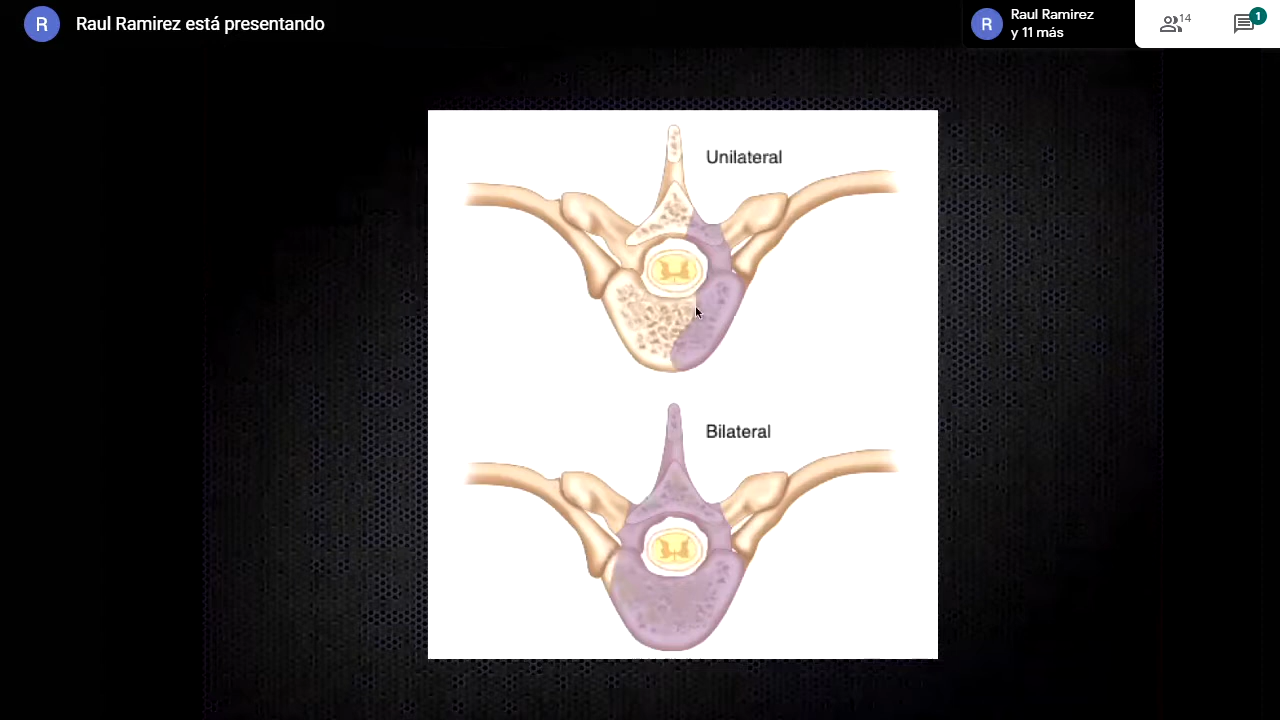 R
Raul Ramirez está presentando
R
Raul Ramirez
y 11 más
14
1
Unilateral
Bilateral